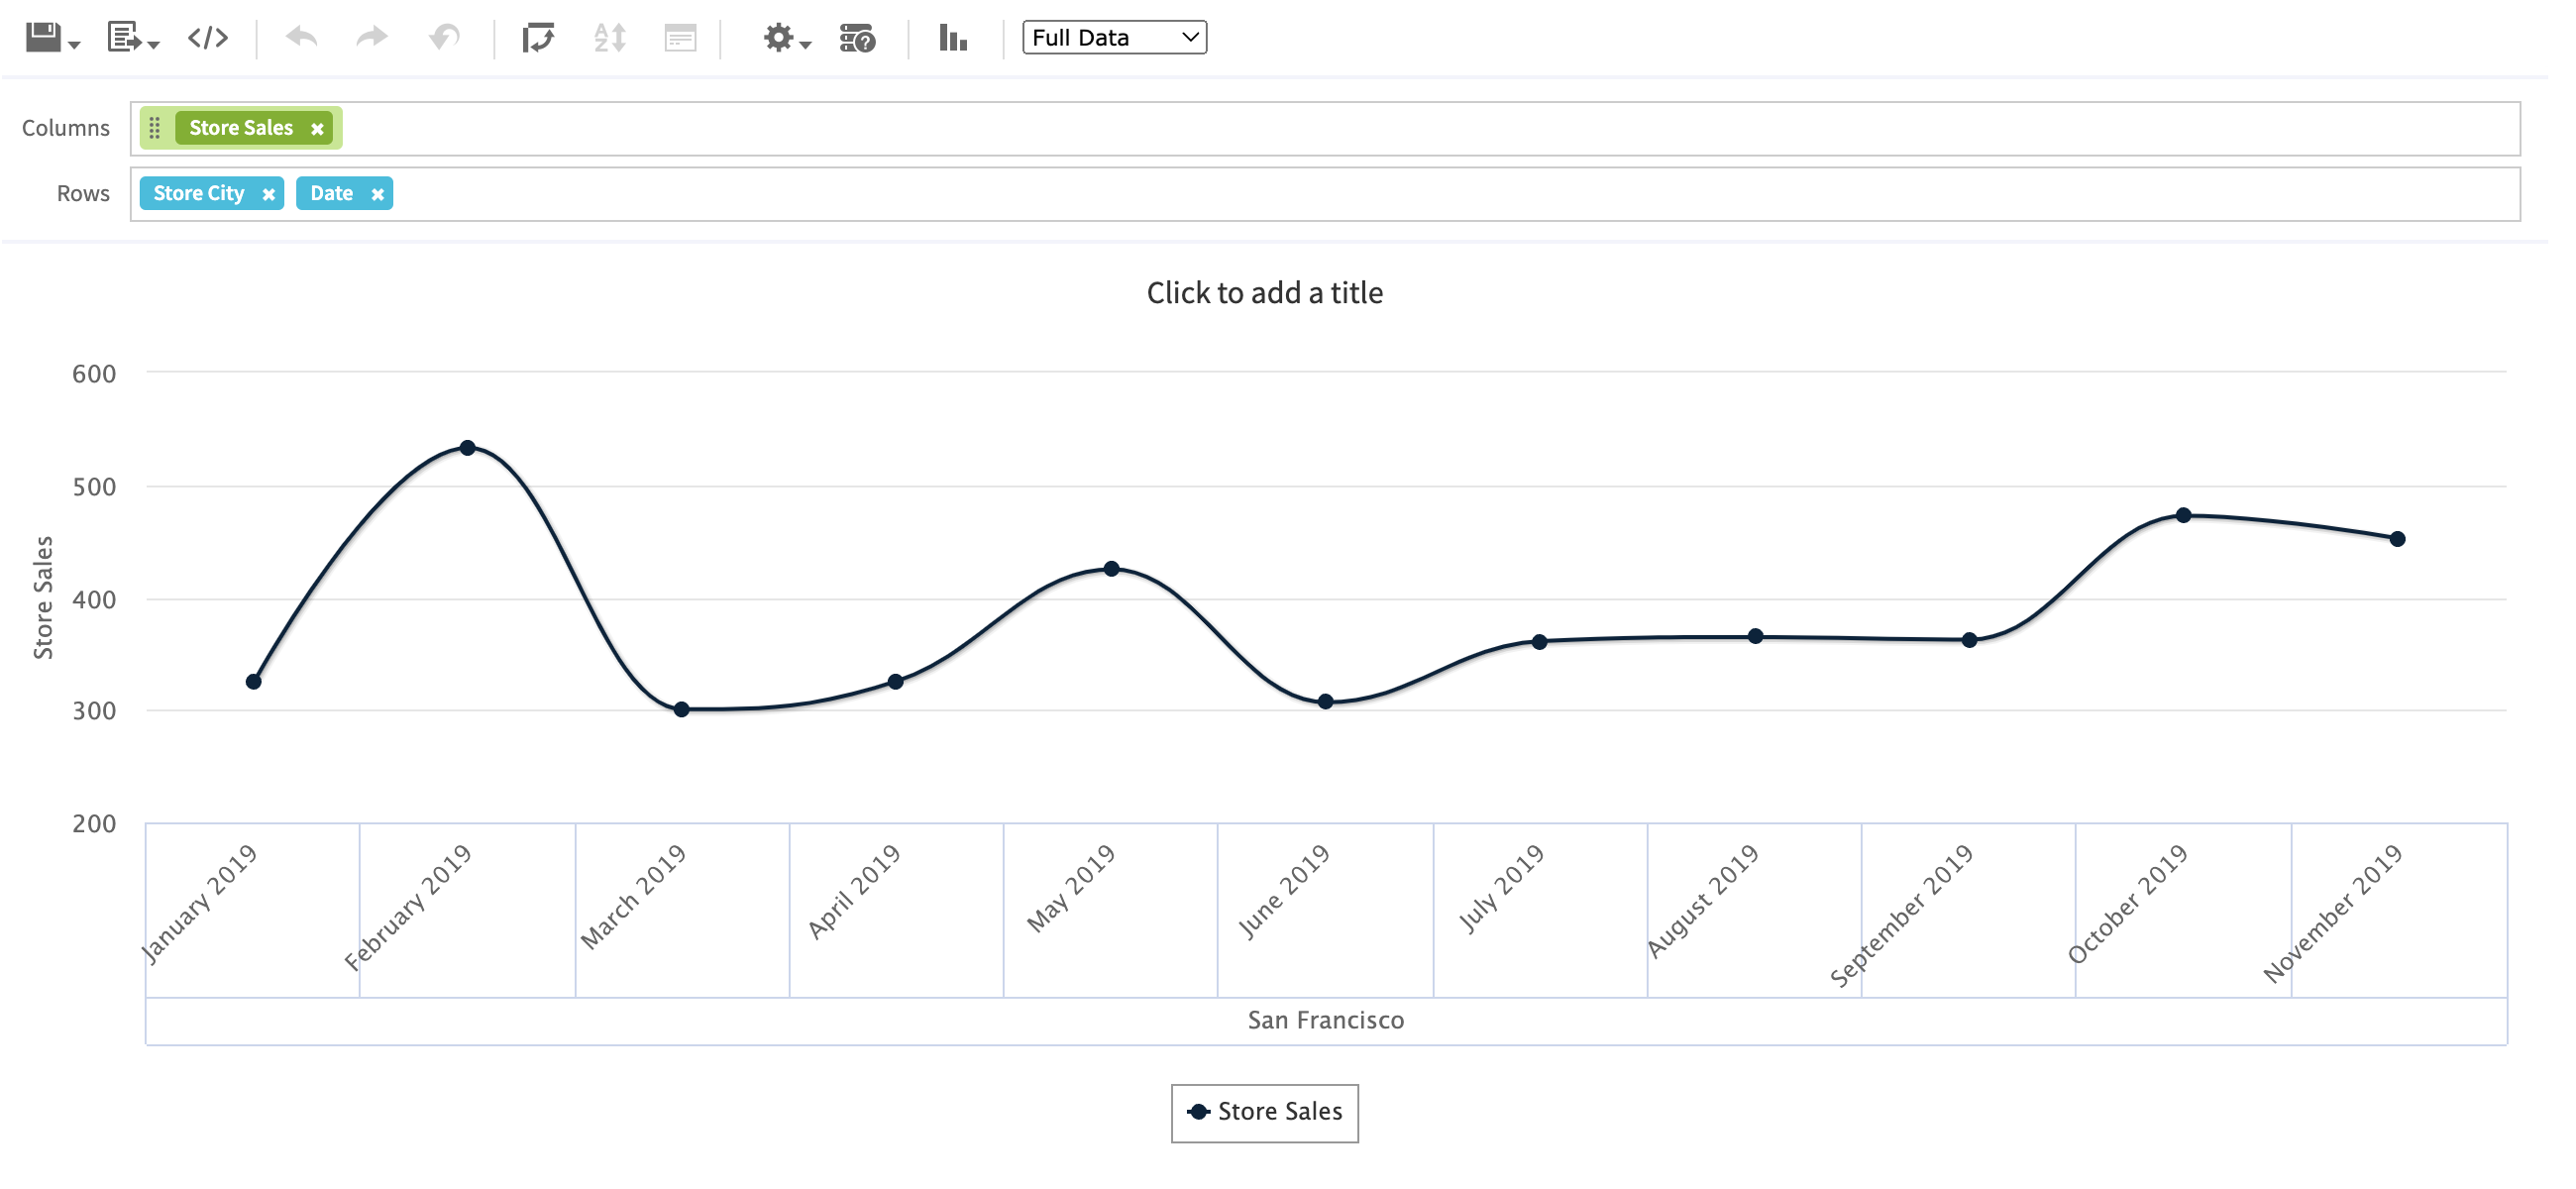 Full Data
Columns Store Sales
Rows Store City Date
Click to add a title
600
500
400
300
200
Store Sales
January 2019 February 2019 March 2019 April 2019 May 2019 June 2019 July 2019 August 2019 September 2019 October 2019 November 2019
San Francisco
Store Sales